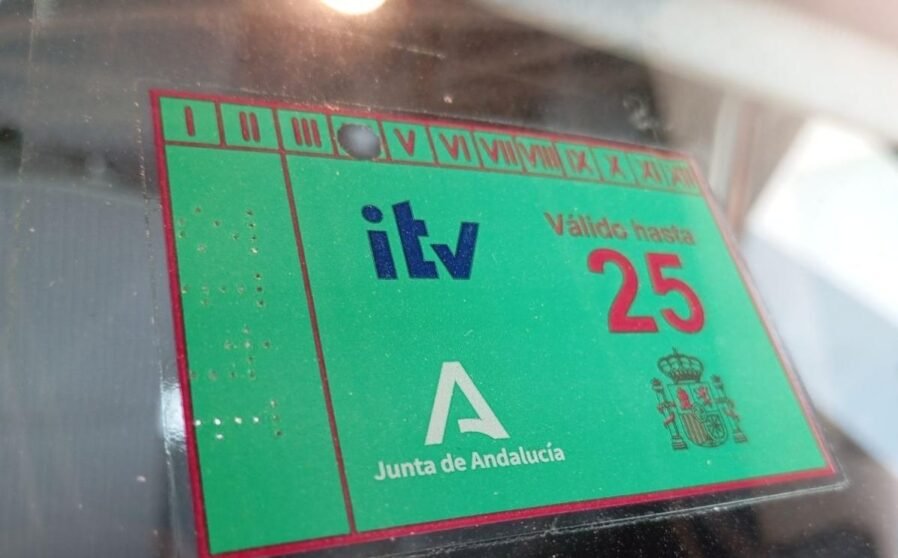 I II III V VI VII VIII IX X XI XII
itv
Válido hasta
25
Junta de Andalucía